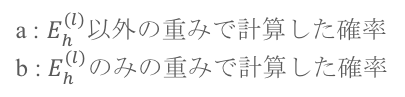 a : $E_h^{(l)}$以外の重みで計算した確率
b : $E_h^{(l)}$のみの重みで計算した確率